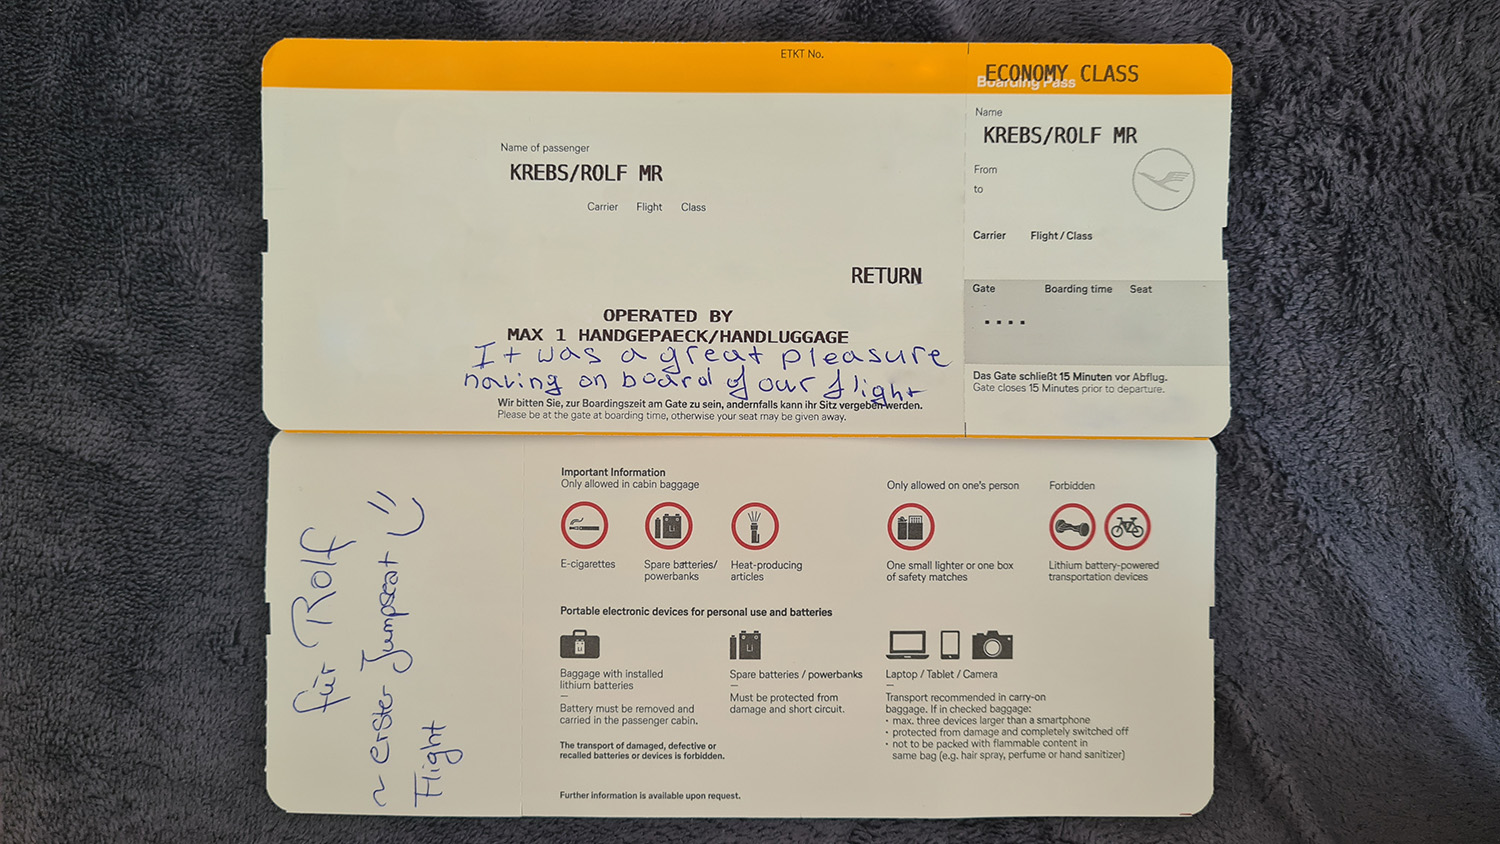 ETKT No.
ECONOMY CLASS
Boarding Pass
Name of passenger
KREBS/ROLF MR
Carrier Flight Class
RETURN
OPERATED BY
MAX 1 HANDGEPAECK/HANDLUGGAGE
It was a great pleasure
having on board of our flight
Wir bitten Sie, zur Boardingszeit am Gate zu sein, andernfalls kann ihr Sitz vergeben werden.
Please be at the gate at boarding time, otherwise your seat may be given away.
Name
KREBS/ROLF MR
From
to
Carrier Flight/Class
Gate Boarding time Seat
....
Das Gate schließt 15 Minuten vor Abflug.
Gate closes 15 Minutes prior to departure.
für Rolf
~ erster Jumpseat
Flight
Important Information
Only allowed in cabin baggage
E-cigarettes
Spare batteries/
powerbanks
Heat-producing
articles
Only allowed on one's person
One small lighter or one box
of safety matches
Forbidden
Lithium battery-powered
transportation devices
Li
Portable electronic devices for personal use and batteries
Li
Baggage with installed
lithium batteries
—
Battery must be removed and
carried in the passenger cabin.
Li
Spare batteries / powerbanks
—
Must be protected from
damage and short circuit.
Laptop / Tablet / Camera
—
Transport recommended in carry-on
baggage. If in checked baggage:
· max. three devices larger than a smartphone
· protected from damage and completely switched off
· not to be packed with flammable content in
same bag (e.g. hair spray, perfume or hand sanitizer)
The transport of damaged, defective or
recalled batteries or devices is forbidden.
Further information is available upon request.